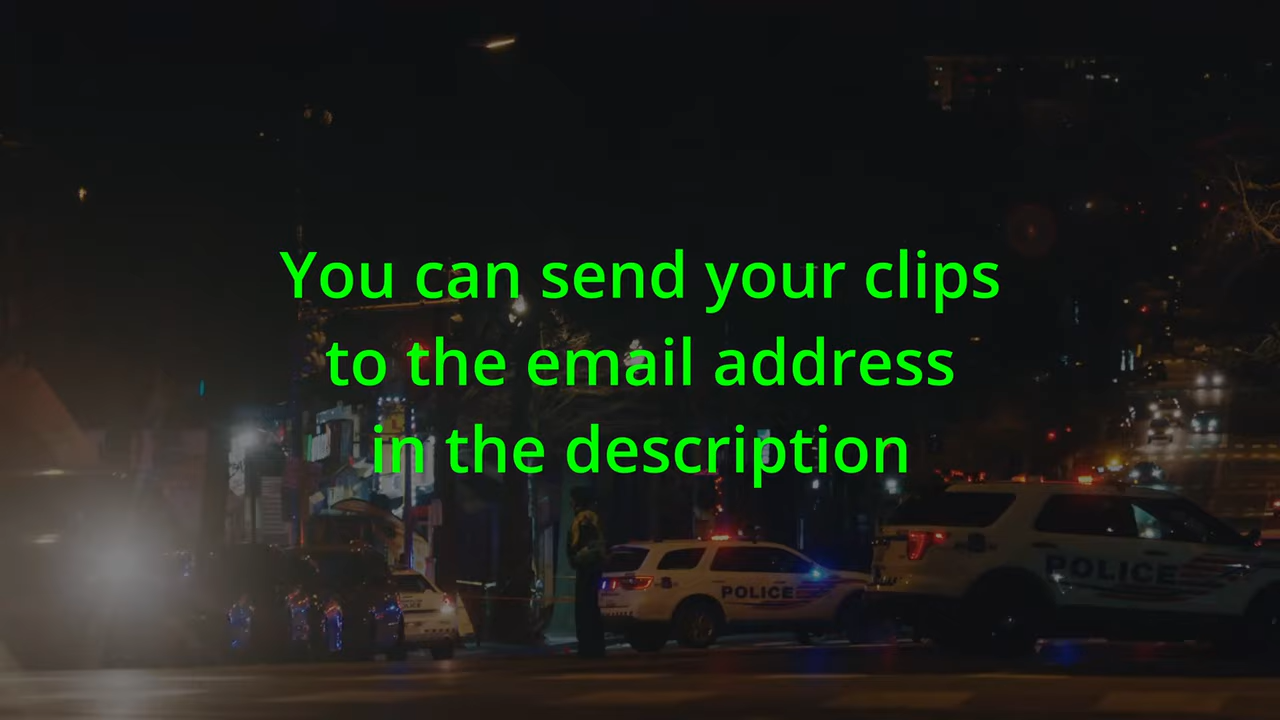 You can send your clips
to the email address
in the description
POLICE
POLICE